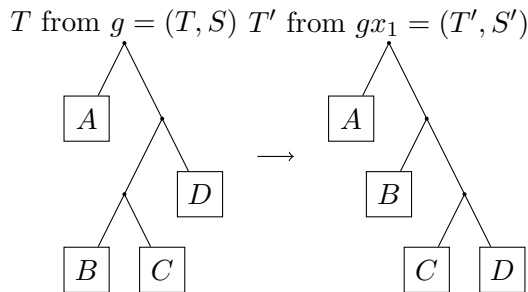 T from g = (T, S) T′ from gx₁ = (T′, S′)
A A
D B
B C C D